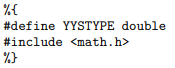 %{
#define YYSTYPE double
#include <math.h>
%}